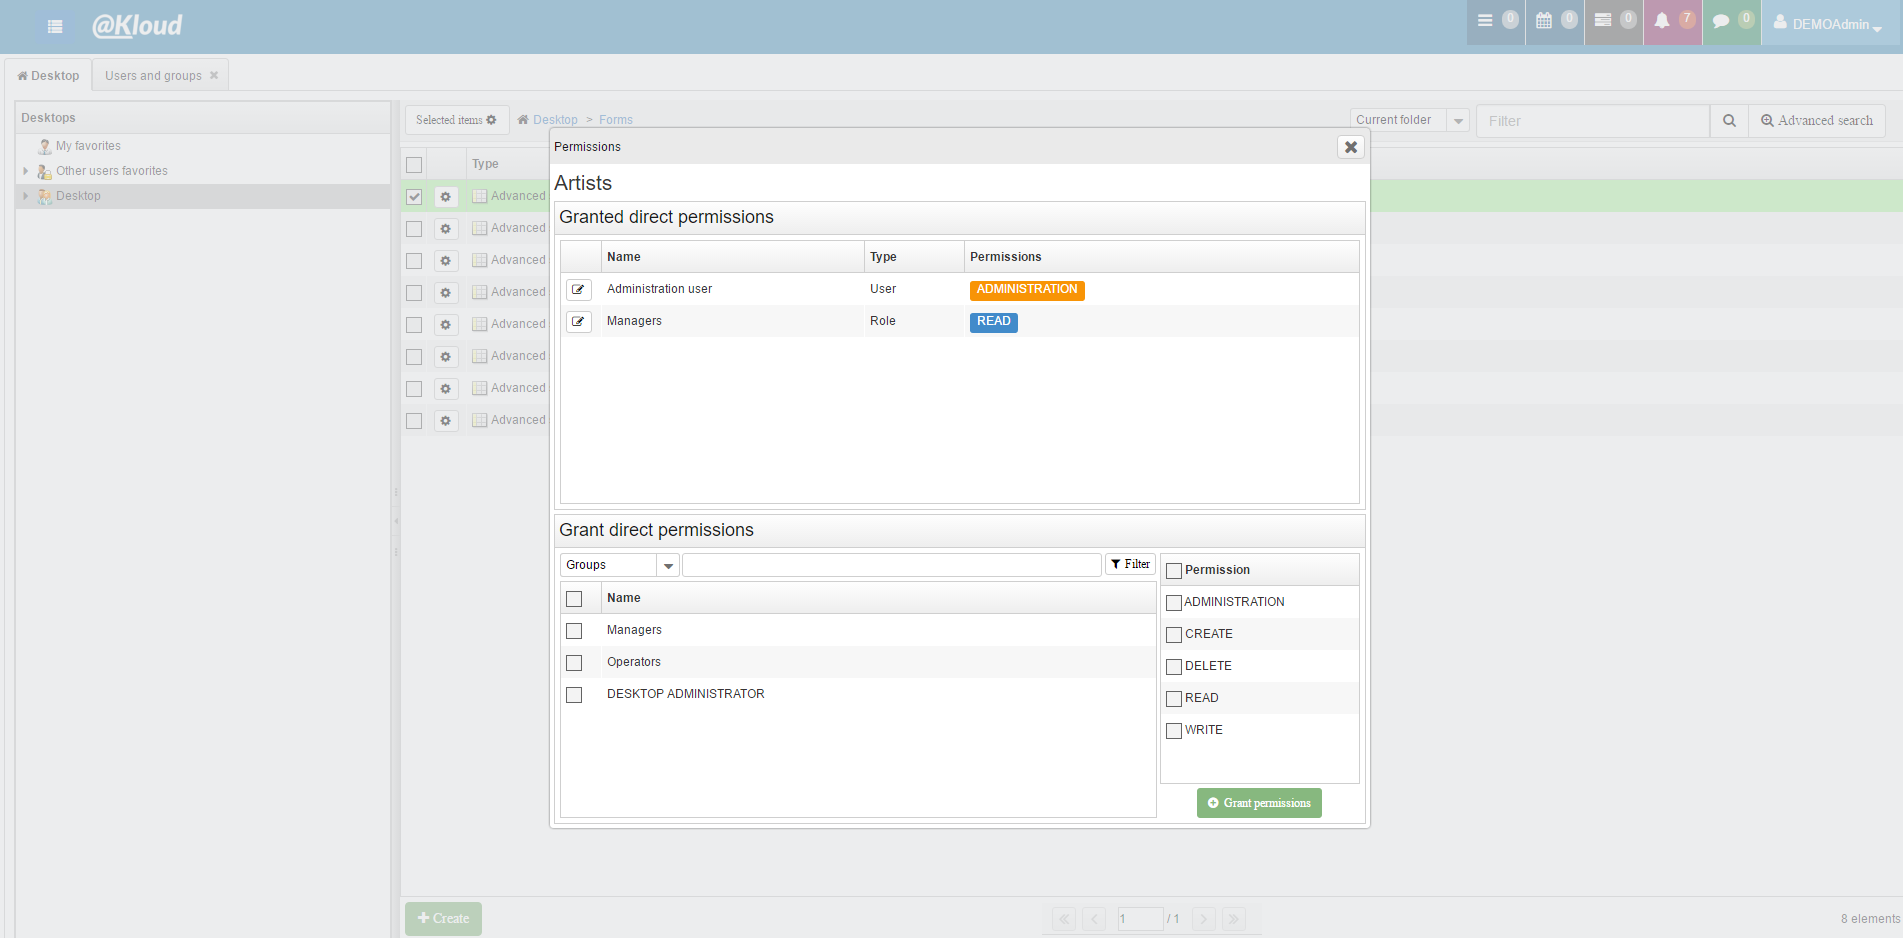 @Kloud
0
0
0
7
0
DEMOAdmin
Desktop
Users and groups
Desktops
My favorites
Other users favorites
Desktop
Selected items
Desktop > Forms
Current folder
Filter
Advanced search
Type
Advanced
Advanced
Advanced
Advanced
Advanced
Advanced
Advanced
Advanced
Permissions
Artists
Granted direct permissions
Name Type Permissions
Administration user User ADMINISTRATION
Managers Role READ
Grant direct permissions
Groups
Filter
Name
Managers
Operators
DESKTOP ADMINISTRATOR
Permission
ADMINISTRATION
CREATE
DELETE
READ
WRITE
Grant permissions
Create
1 / 1
8 elements